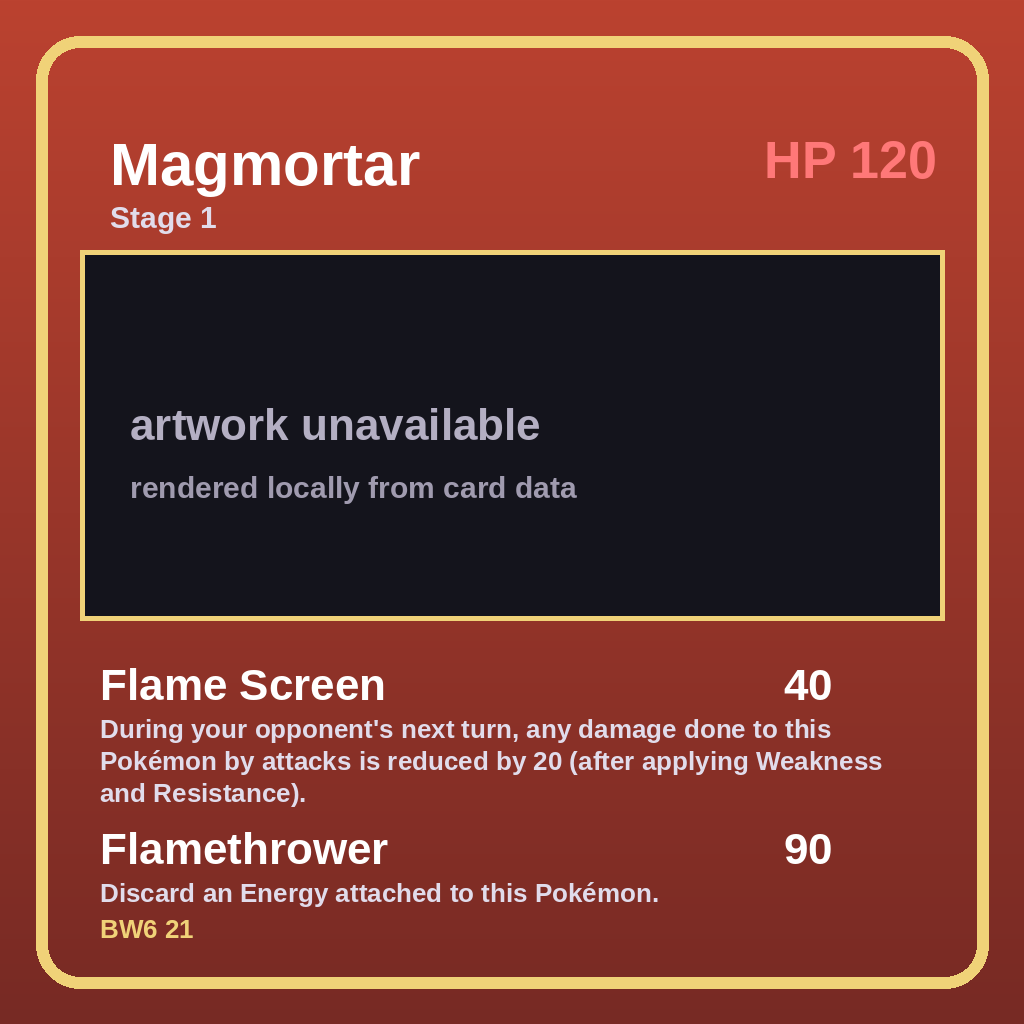 Magmortar
HP 120
Stage 1
artwork unavailable
rendered locally from card data
Flame Screen 40
During your opponent's next turn, any damage done to this
Pokémon by attacks is reduced by 20 (after applying Weakness
and Resistance).
Flamethrower 90
Discard an Energy attached to this Pokémon.
BW6 21